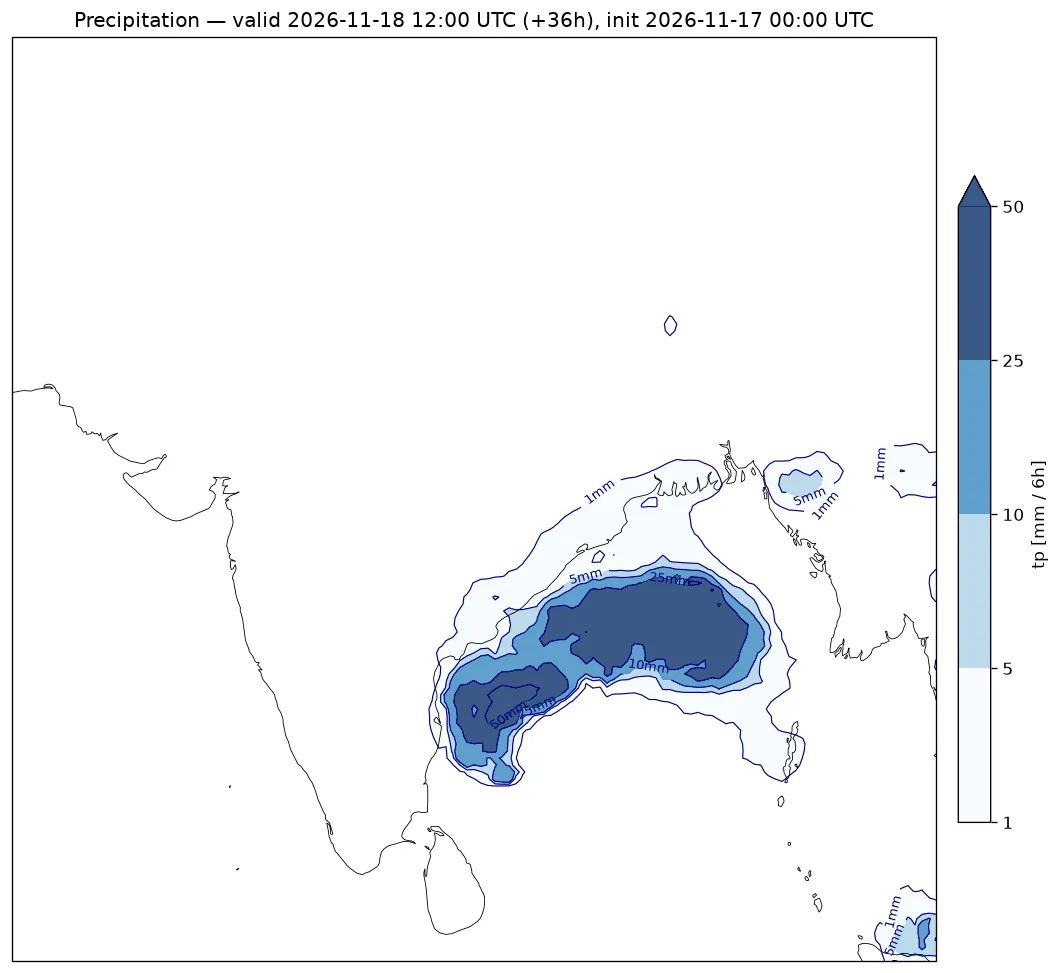 Precipitation — valid 2026-11-18 12:00 UTC (+36h), init 2026-11-17 00:00 UTC
50
25
10
5
1
tp [mm / 6h]
1mm
1mm
5mm
1mm
5mm
25mm
10mm
50mm
25mm
1mm
5mm